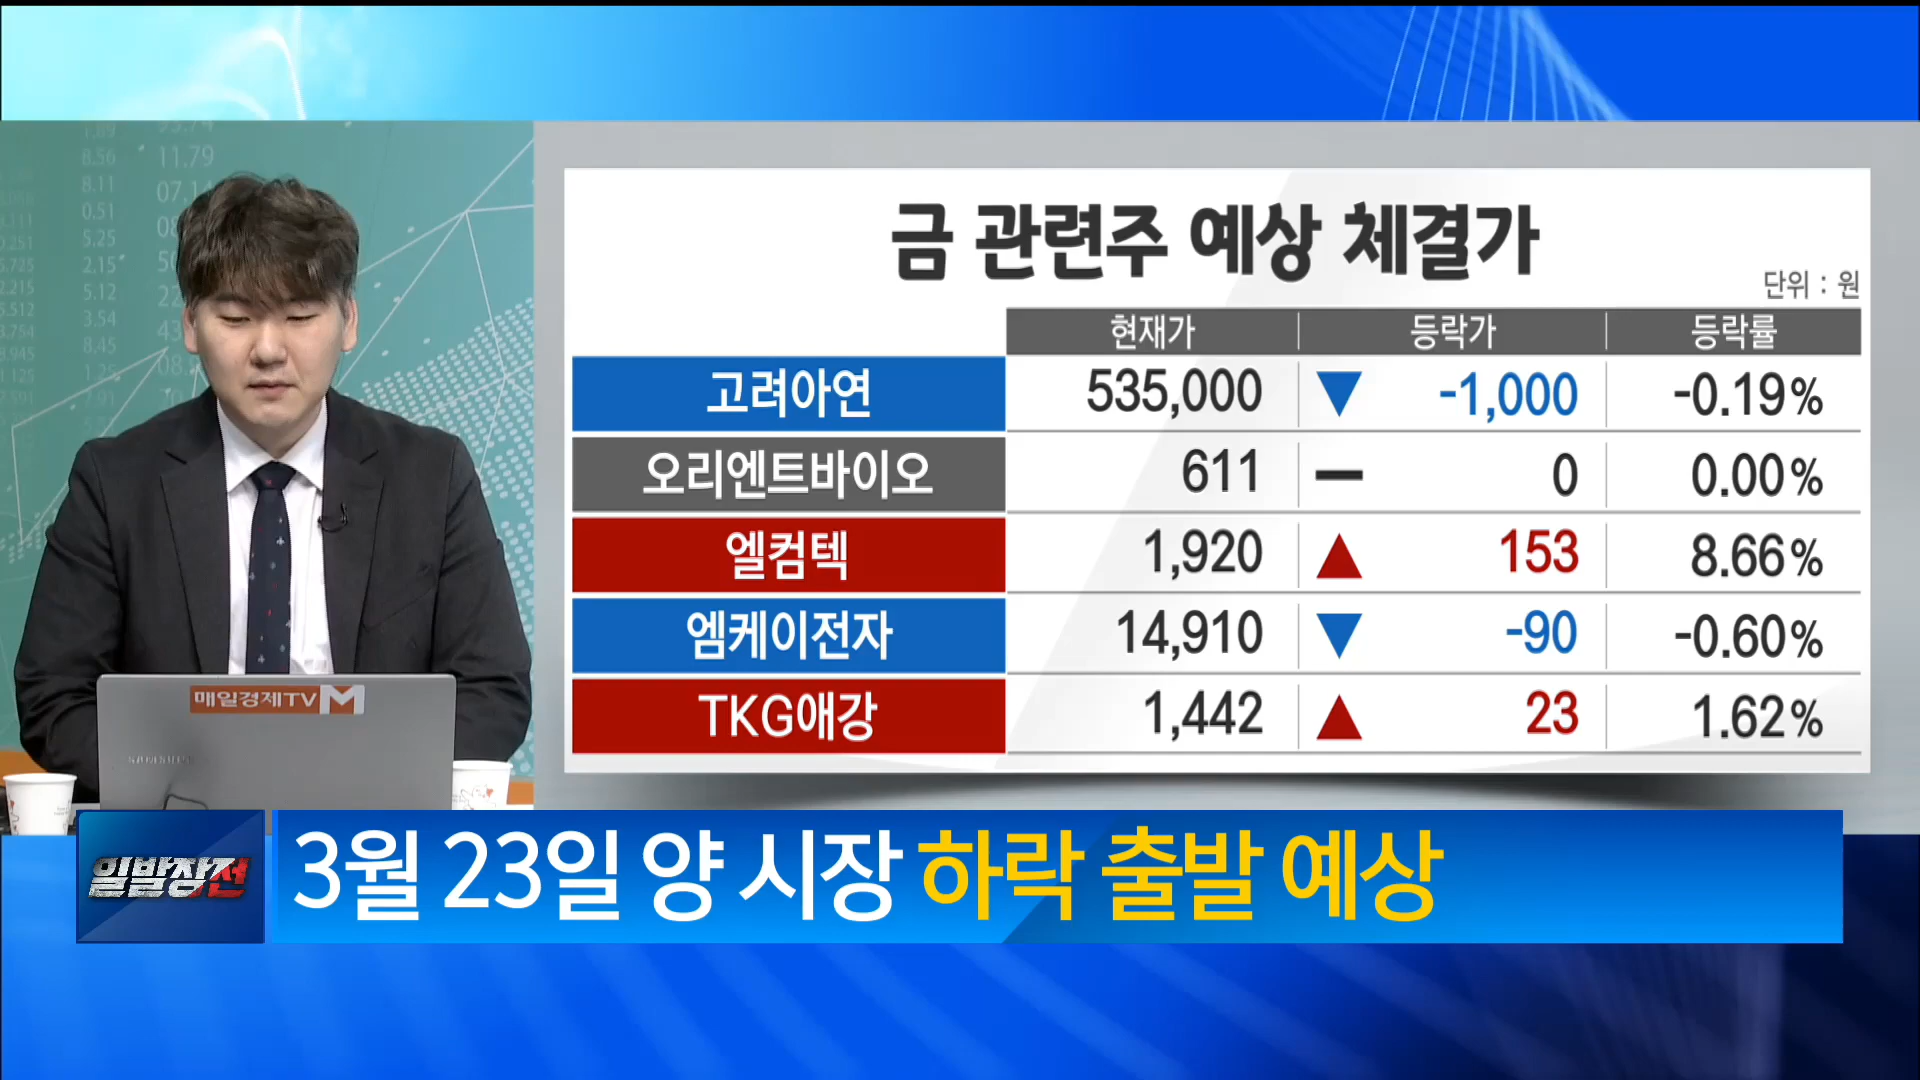 금 관련주 예상 체결가
단위 : 원
현재가 등락가 등락률
고려아연 535,000 ▼ -1,000 -0.19%
오리엔트바이오 611 – 0 0.00%
엘컴텍 1,920 ▲ 153 8.66%
엠케이전자 14,910 ▼ -90 -0.60%
TKG애강 1,442 ▲ 23 1.62%
매일경제TV M
SAMSUNG
일발장전
3월 23일 양 시장 하락 출발 예상